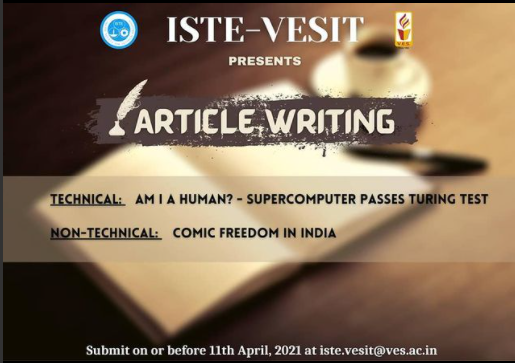 ISTE-VESIT
PRESENTS
ARTICLE WRITING
TECHNICAL: AM I A HUMAN? - SUPERCOMPUTER PASSES TURING TEST
NON-TECHNICAL: COMIC FREEDOM IN INDIA
Submit on or before 11th April, 2021 at iste.vesit@ves.ac.in